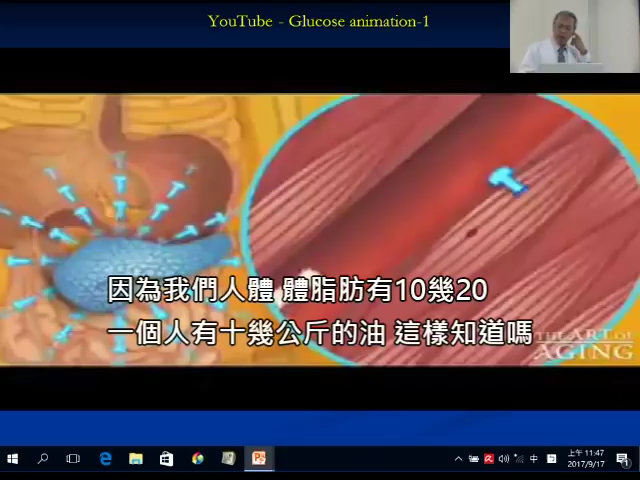 YouTube - Glucose animation-1
因為我們人體 體脂肪有10幾20
一個人有十幾公斤的油 這樣知道嗎
THE ART OF
AGING
中
上午 11:47
2017/9/17